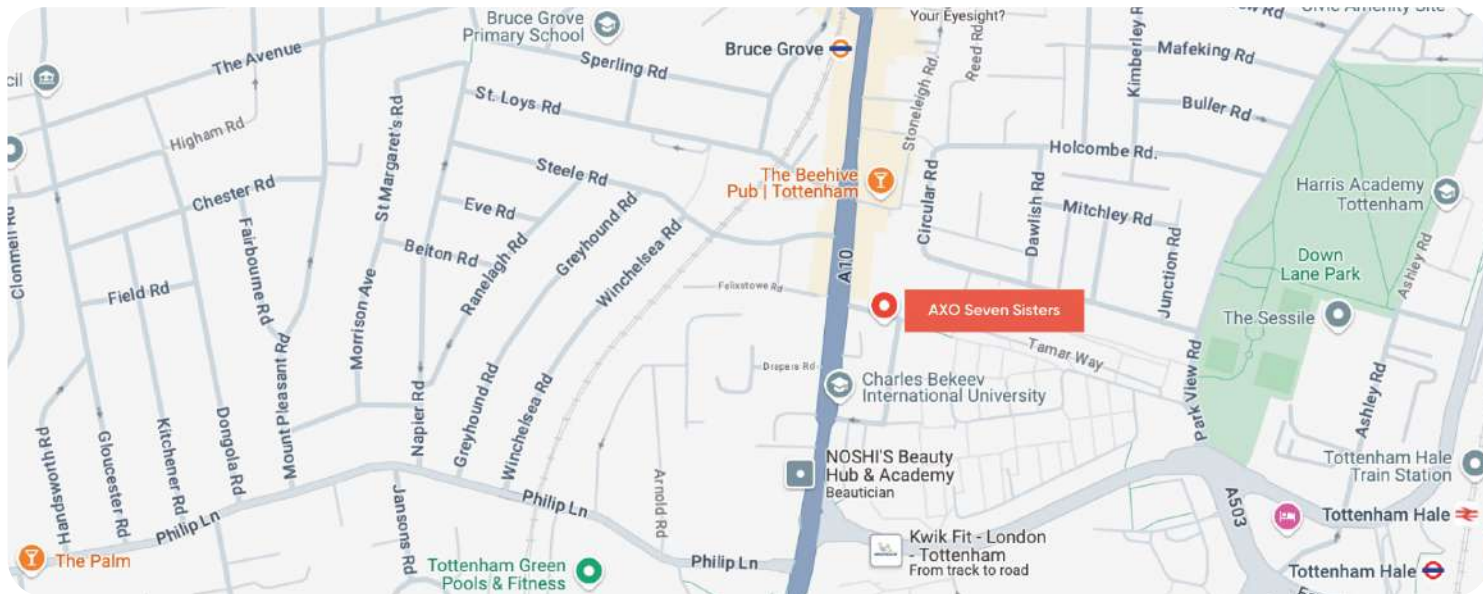 Your Eyesight?
Bruce Grove
Primary School
Bruce Grove
The Avenue
Sperling Rd
Mafeking Rd
Kimberley R
Reed Rd
cil
Higham Rd
St. Loys Rd
Stoneleigh Rd.
Buller Rd
St Margaret's Rd
Steele Rd
The Beehive
Pub | Tottenham
Holcombe Rd.
Harris Academy
Tottenham
Chester Rd
Eve Rd
Circular Rd
Dawlish Rd
Mitchley Rd
Clonmell Rd
Fairbourne Rd
Beiton Rd
Ranelagh Rd
Greyhound Rd
Winchelsea Rd
A10
Junction Rd
Down
Lane Park
Ashley Rd
Field Rd
Morrison Ave
Felixstowe Rd
AXO Seven Sisters
The Sessile
Tamar Way
Mount Pleasant Rd
Drapers Rd
Charles Bekeev
International University
Park View Rd
Ashley Rd
Handsworth Rd
Gloucester Rd
Kitchener Rd
Dongola Rd
Napier Rd
Greyhound Rd
Winchelsea Rd
NOSHI'S Beauty
Hub & Academy
Beautician
Tottenham Hale
Train Station
Philip Ln
Jansons Rd
Philip Ln
Arnold Rd
A503
Tottenham Hale
The Palm
Tottenham Green
Pools & Fitness
Philip Ln
Kwik Fit - London
- Tottenham
From track to road
Tottenham Hale